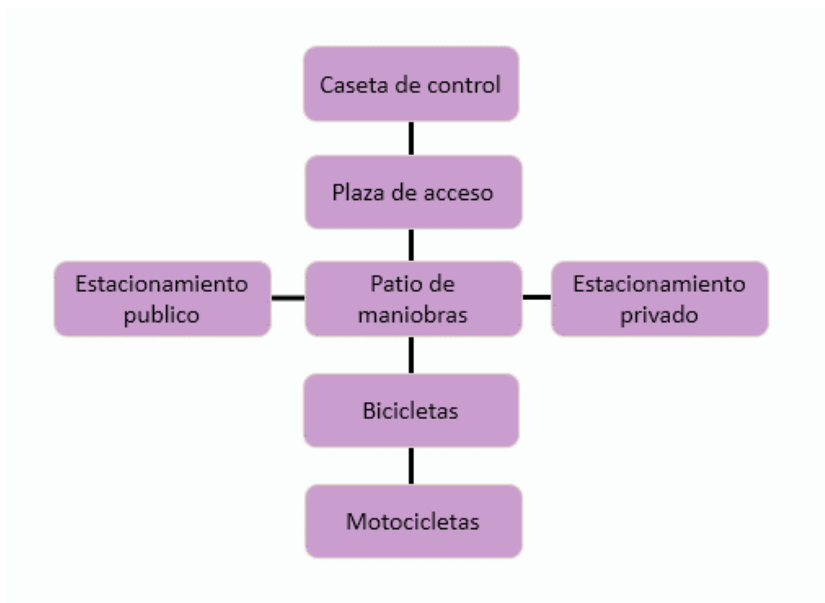 Caseta de control
Plaza de acceso
Estacionamiento
publico
Patio de
maniobras
Estacionamiento
privado
Bicicletas
Motocicletas